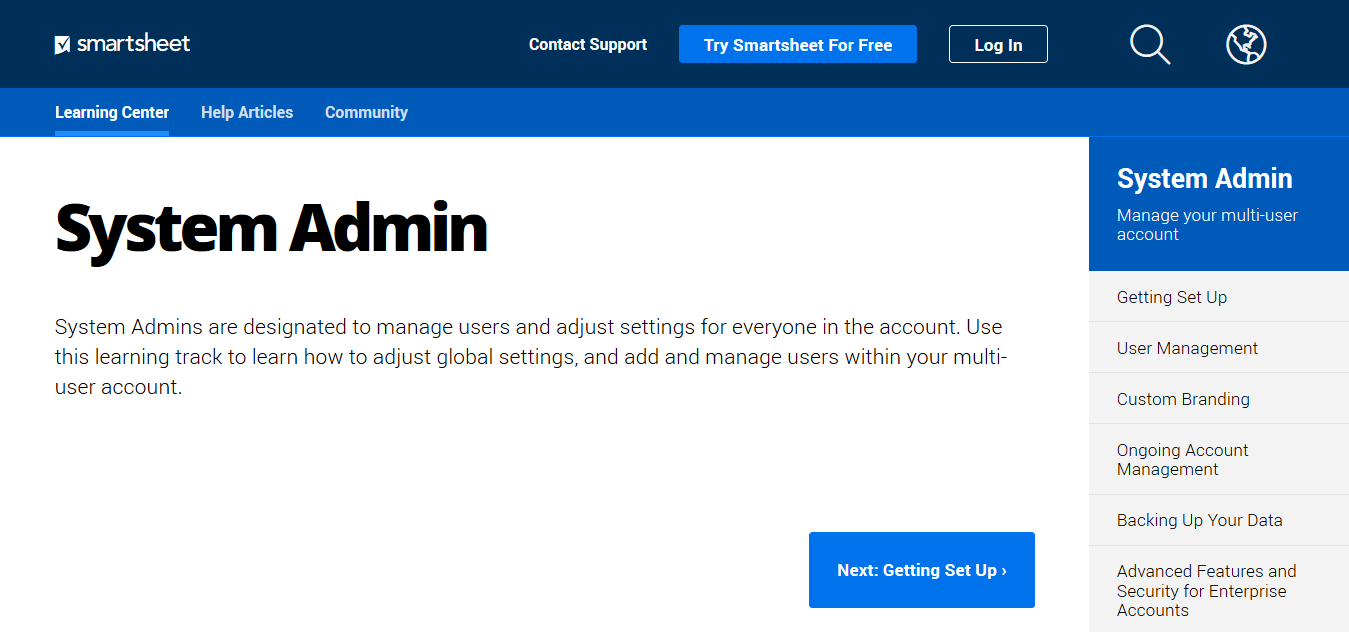 smartsheet
Contact Support
Try Smartsheet For Free
Log In
Learning Center
Help Articles
Community
System Admin
System Admins are designated to manage users and adjust settings for everyone in the account. Use
this learning track to learn how to adjust global settings, and add and manage users within your multi-
user account.
Next: Getting Set Up ›
System Admin
Manage your multi-user
account
Getting Set Up
User Management
Custom Branding
Ongoing Account
Management
Backing Up Your Data
Advanced Features and
Security for Enterprise
Accounts